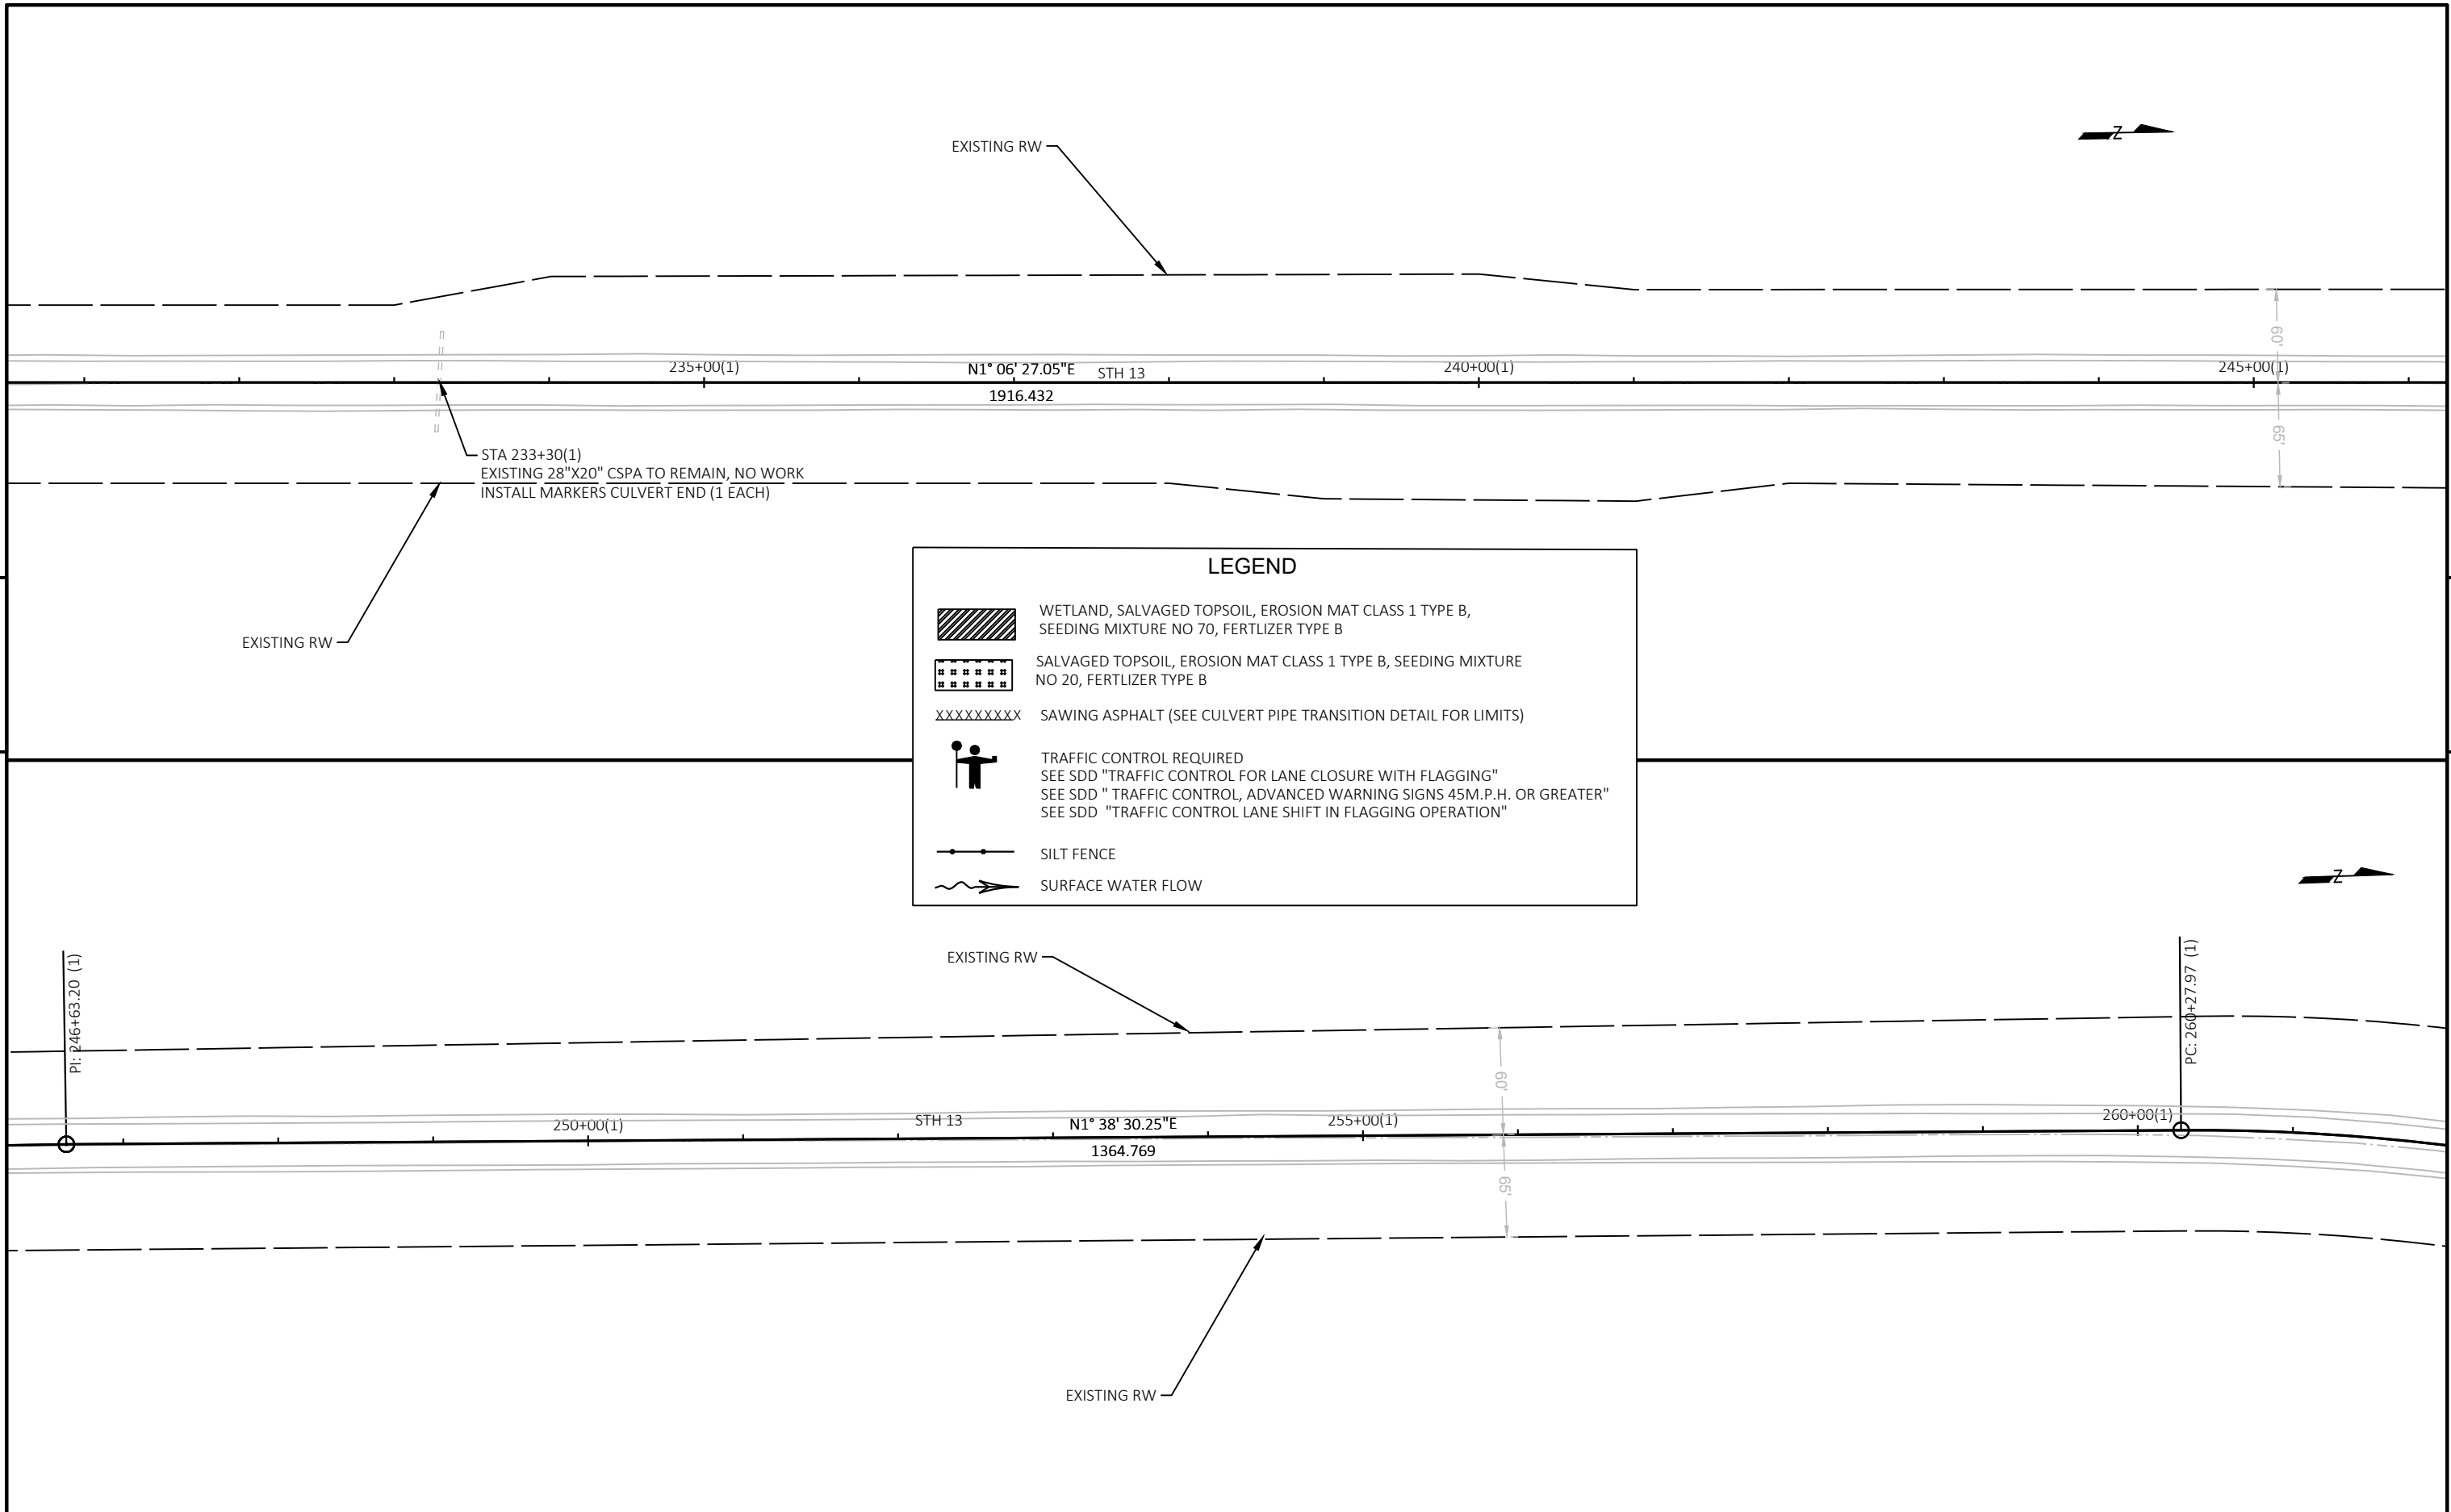 EXISTING RW
Z
60'
235+00(1)
N1° 06' 27.05"E
STH 13
240+00(1)
245+00(1)
1916.432
65'
STA 233+30(1)
EXISTING 28"X20" CSPA TO REMAIN, NO WORK
INSTALL MARKERS CULVERT END (1 EACH)
EXISTING RW
LEGEND
WETLAND, SALVAGED TOPSOIL, EROSION MAT CLASS 1 TYPE B,
SEEDING MIXTURE NO 70, FERTLIZER TYPE B
SALVAGED TOPSOIL, EROSION MAT CLASS 1 TYPE B, SEEDING MIXTURE
NO 20, FERTLIZER TYPE B
XXXXXXXXX SAWING ASPHALT (SEE CULVERT PIPE TRANSITION DETAIL FOR LIMITS)
TRAFFIC CONTROL REQUIRED
SEE SDD "TRAFFIC CONTROL FOR LANE CLOSURE WITH FLAGGING"
SEE SDD " TRAFFIC CONTROL, ADVANCED WARNING SIGNS 45M.P.H. OR GREATER"
SEE SDD "TRAFFIC CONTROL LANE SHIFT IN FLAGGING OPERATION"
SILT FENCE
SURFACE WATER FLOW
Z
EXISTING RW
PI: 246+63.20 (1)
PC: 260+27.97 (1)
60'
250+00(1)
STH 13
N1° 38' 30.25"E
255+00(1)
260+00(1)
1364.769
65'
EXISTING RW